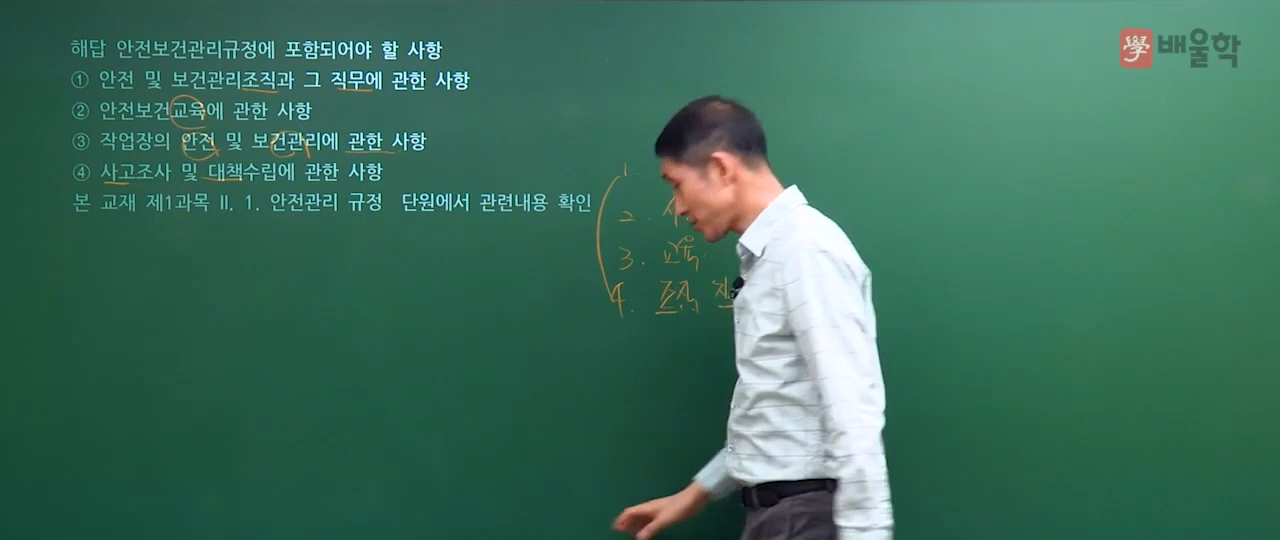 해답 안전보건관리규정에 포함되어야 할 사항
① 안전 및 보건관리조직과 그 직무에 관한 사항
② 안전보건교육에 관한 사항
③ 작업장의 안전 및 보건관리에 관한 사항
④ 사고조사 및 대책수립에 관한 사항
본 교재 제1과목 II. 1. 안전관리 규정 단원에서 관련내용 확인
學 배울학
1.
2.
3. 교육
4. 조직